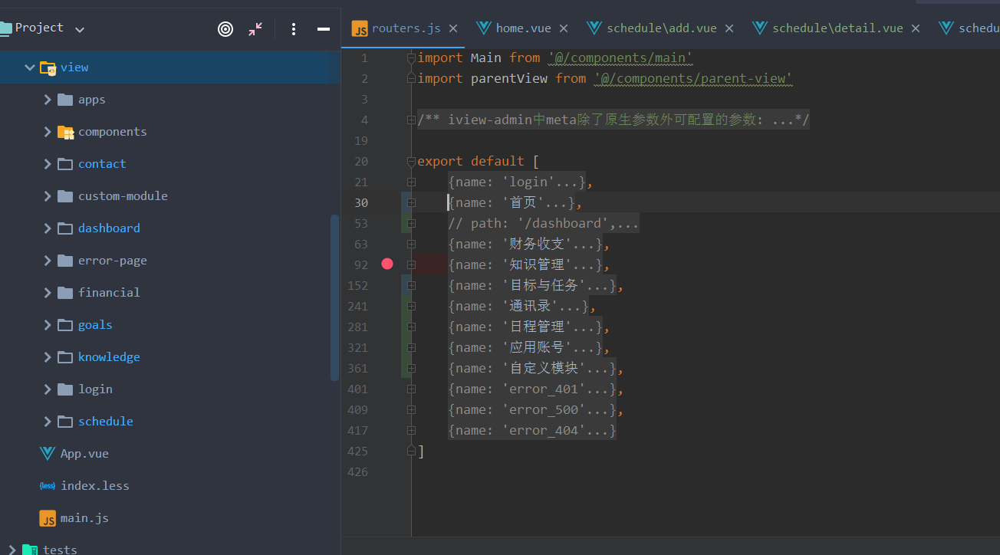 Project
view
apps
components
contact
custom-module
dashboard
error-page
financial
goals
knowledge
login
schedule
App.vue
{less} index.less
JS main.js
tests
JS routers.js
home.vue
schedule\add.vue
schedule\detail.vue
schedu
1 import Main from '@/components/main'
2 import parentView from '@/components/parent-view'
3
4 /** iview-admin中meta除了原生参数外可配置的参数: ...*/
19
20 export default [
21 {name: 'login'...},
30 {name: '首页'...},
53 // path: '/dashboard',...
63 {name: '财务收支'...},
92 {name: '知识管理'...},
152 {name: '目标与任务'...},
241 {name: '通讯录'...},
281 {name: '日程管理'...},
321 {name: '应用账号'...},
361 {name: '自定义模块'...},
401 {name: 'error_401'...},
409 {name: 'error_500'...},
417 {name: 'error_404'...}
425 ]
426